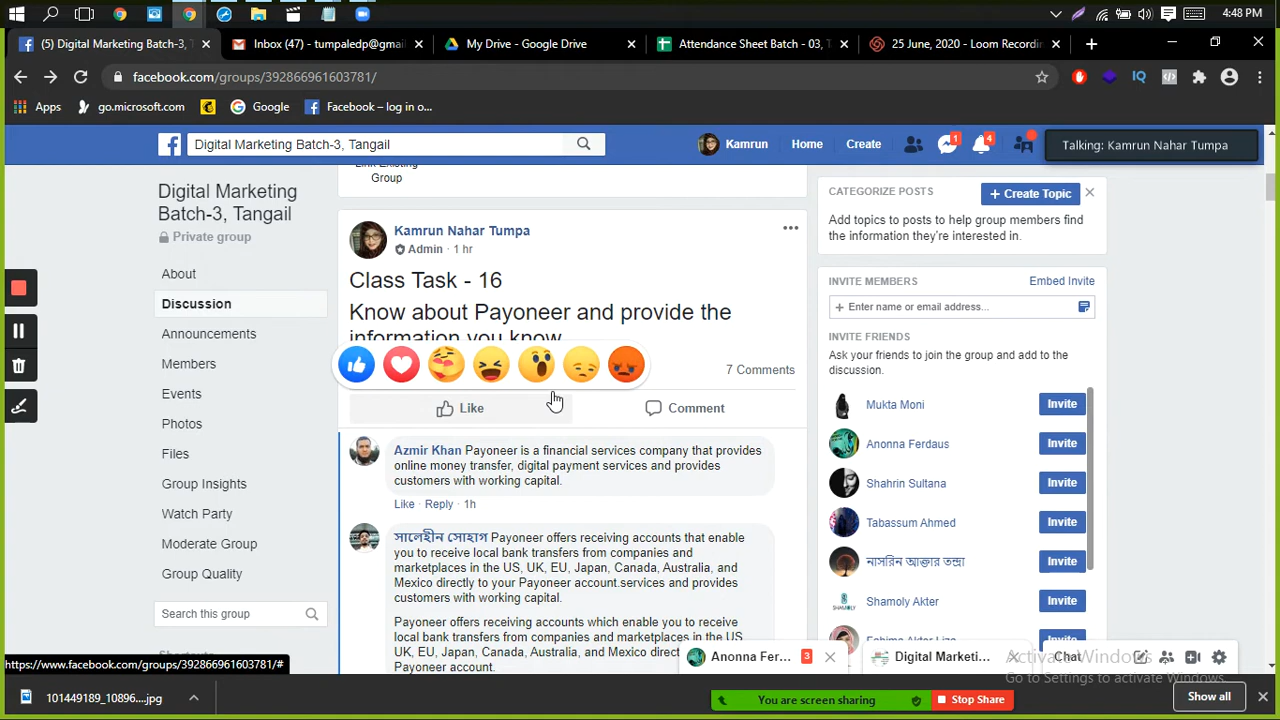 4:48 PM
(5) Digital Marketing Batch-3,
Inbox (47) - tumpaledp@gmai
My Drive - Google Drive
Attendance Sheet Batch - 03,
25 June, 2020 - Loom Recordin
facebook.com/groups/392866961603781/
Apps
go.microsoft.com
Google
Facebook – log in o...
Digital Marketing Batch-3, Tangail
Kamrun
Home
Create
1
4
Talking: Kamrun Nahar Tumpa
Link Existing
Group
Digital Marketing
Batch-3, Tangail
Private group
About
Discussion
Announcements
Members
Events
Photos
Files
Group Insights
Watch Party
Moderate Group
Group Quality
Search this group
Kamrun Nahar Tumpa
Admin · 1 hr
Class Task - 16
Know about Payoneer and provide the
information you know
7 Comments
Like
Comment
Azmir Khan Payoneer is a financial services company that provides
online money transfer, digital payment services and provides
customers with working capital.
Like · Reply · 1h
সালেহীন সোহাগ Payoneer offers receiving accounts that enable
you to receive local bank transfers from companies and
marketplaces in the US, UK, EU, Japan, Canada, Australia, and
Mexico directly to your Payoneer account.services and provides
customers with working capital.
Payoneer offers receiving accounts which enable you to receive
local bank transfers from companies and marketplaces in the US,
UK, EU, Japan, Canada, Australia, and Mexico direct
Payoneer account.
CATEGORIZE POSTS
+ Create Topic
Add topics to posts to help group members find
the information they're interested in.
INVITE MEMBERS
Embed Invite
+ Enter name or email address...
INVITE FRIENDS
Ask your friends to join the group and add to the
discussion.
Mukta Moni
Invite
Anonna Ferdaus
Invite
Shahrin Sultana
Invite
Tabassum Ahmed
Invite
নাসরিন আক্তার তন্দ্রা
Invite
Shamoly Akter
Invite
Fahima Akter Liza
Invite
Anonna Fer...
3
Digital Marketi...
Chat
Activate Windows
Go to Settings to activate Windows.
https://www.facebook.com/groups/392866961603781/#
101449189_10896....jpg
You are screen sharing
Stop Share
Show all